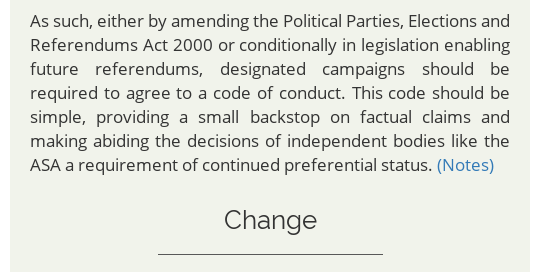 As such, either by amending the Political Parties, Elections and
Referendums Act 2000 or conditionally in legislation enabling
future referendums, designated campaigns should be
required to agree to a code of conduct. This code should be
simple, providing a small backstop on factual claims and
making abiding the decisions of independent bodies like the
ASA a requirement of continued preferential status. (Notes)
Change